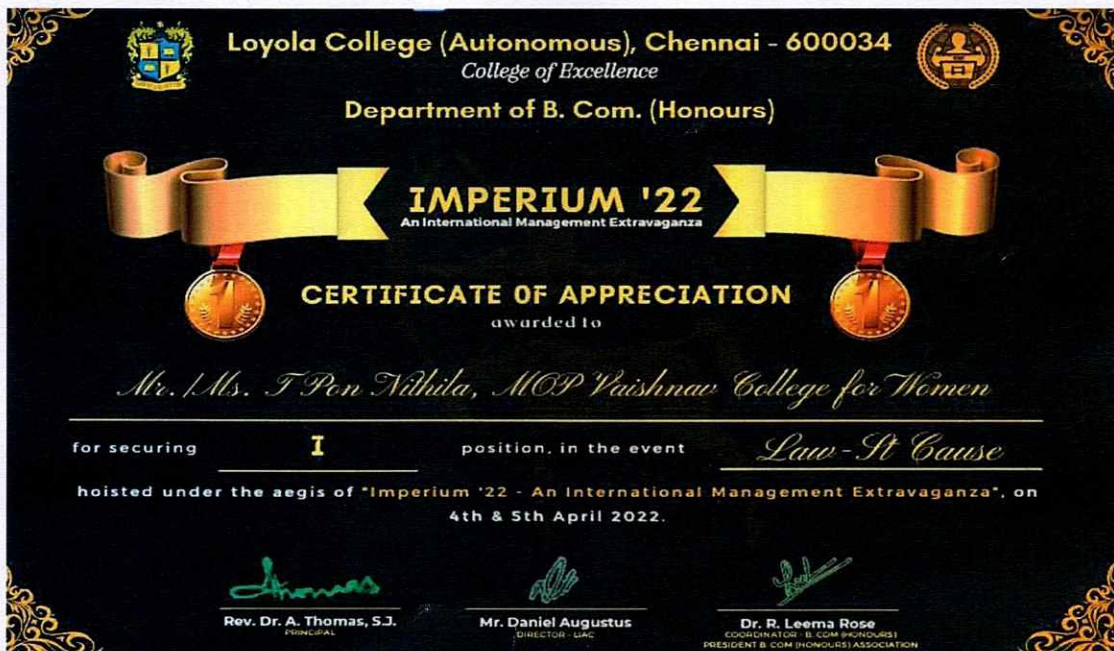 Loyola College (Autonomous), Chennai - 600034
College of Excellence
Department of B. Com. (Honours)
IMPERIUM '22
An International Management Extravaganza
1
1
CERTIFICATE OF APPRECIATION
awarded to
Mr./Ms. T Pon Nithila, MOP Vaishnav College for Women
for securing I position, in the event Law-St Cause
hoisted under the aegis of "Imperium '22 - An International Management Extravaganza", on
4th & 5th April 2022.
Thomas
Rev. Dr. A. Thomas, S.J. Mr. Daniel Augustus Dr. R. Leema Rose
PRINCIPAL DIRECTOR - LIAC COORDINATOR - B. COM (HONOURS)
PRESIDENT B. COM (HONOURS) ASSOCIATION